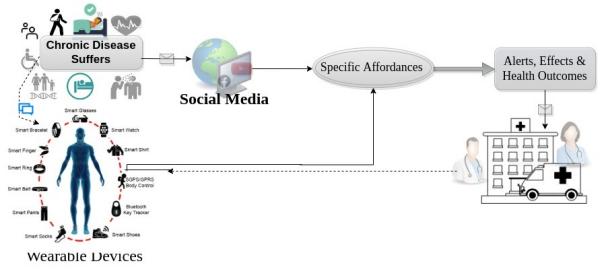 Chronic Disease
Suffers
Social Media
Specific Affordances
Alerts, Effects &
Health Outcomes
Smart Glasses
Smart Bracelet
Smart Watch
Smart Finger
Smart Shirt
Smart Ring
SGPS/GPRS
Body Control
Smart Belt
Bluetooth
Key Tracker
Smart Pants
Smart Socks
Smart Shoes
Wearable Devices